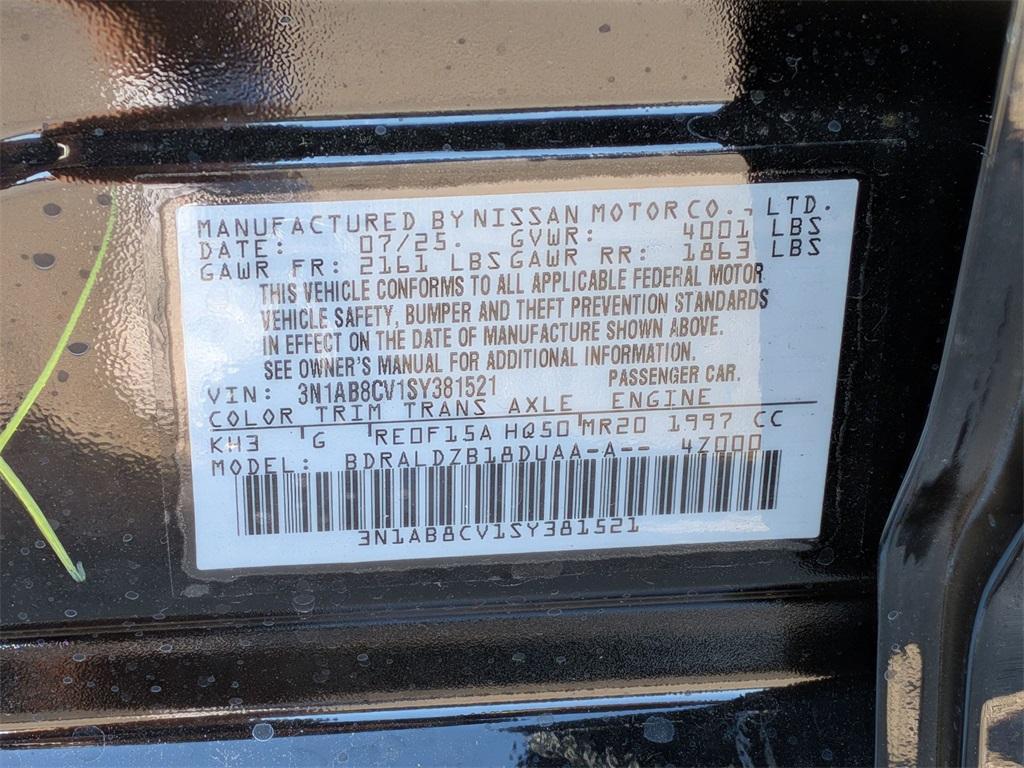 MANUFACTURED BY NISSAN MOTOR CO., LTD.
DATE: 07/25. GVWR: 4001 LBS
GAWR FR: 2161 LBS GAWR RR: 1863 LBS
THIS VEHICLE CONFORMS TO ALL APPLICABLE FEDERAL MOTOR
VEHICLE SAFETY, BUMPER AND THEFT PREVENTION STANDARDS
IN EFFECT ON THE DATE OF MANUFACTURE SHOWN ABOVE.
SEE OWNER'S MANUAL FOR ADDITIONAL INFORMATION.
VIN: 3N1AB8CV1SY381521 PASSENGER CAR.
COLOR TRIM TRANS AXLE ENGINE
KH3 G RE0F15A HQ50 MR20 1997 CC
MODEL: BDRALDZB18DUAA-A-- 4Z000
3N1AB8CV1SY381521